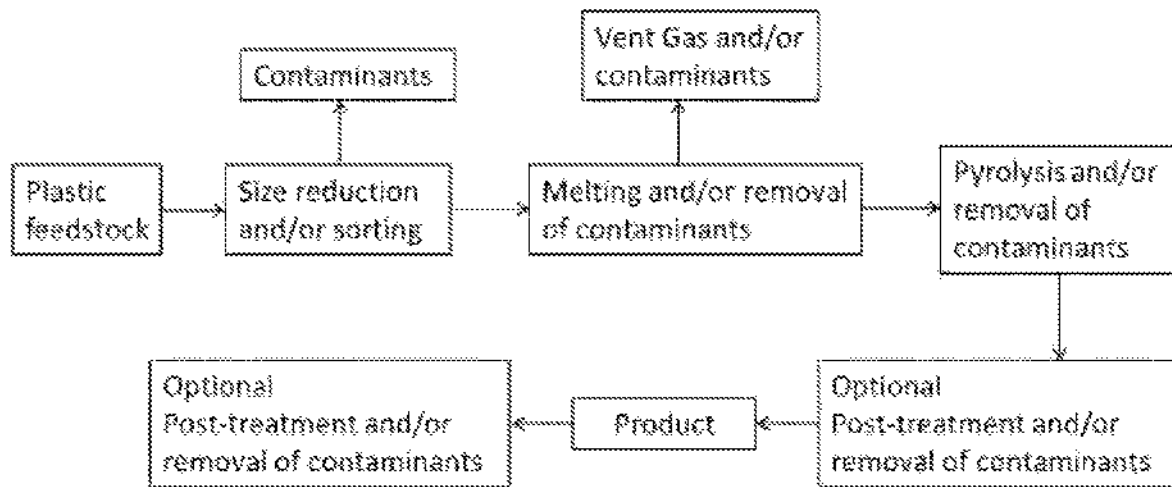 Contaminants
Vent Gas and/or
contaminants
Plastic
feedstock
Size reduction
and/or sorting
Melting and/or removal
of contaminants
Pyrolysis and/or
removal of
contaminants
Optional
Post-treatment and/or
removal of contaminants
Product
Optional
Post-treatment and/or
removal of contaminants